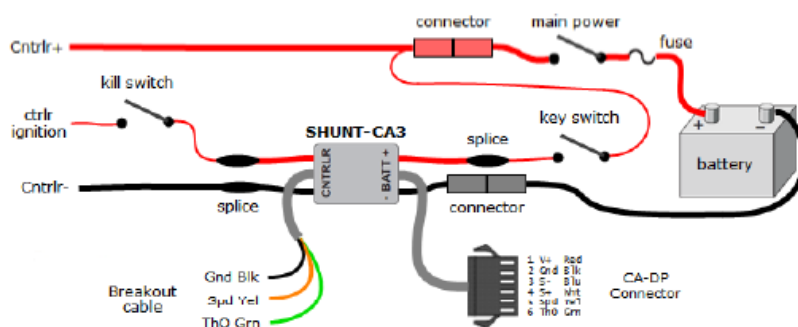 connector
main power
Cntrlr+
fuse
kill switch
ctrlr
ignition
SHUNT-CA3
splice
key switch
+
−
CNTRLR
- BATT +
battery
Cntrlr-
splice
connector
Gnd Blk
Spd Yel
ThO Grn
Breakout
cable
1 V+ Red
2 Gnd Blk
3 S- Blu
4 S+ Wht
5 Spd Yel
6 ThO Grn
CA-DP
Connector